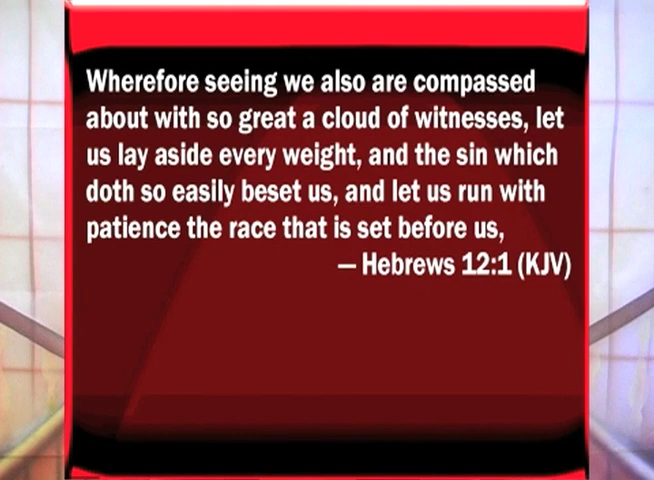 Wherefore seeing we also are compassed
about with so great a cloud of witnesses, let
us lay aside every weight, and the sin which
doth so easily beset us, and let us run with
patience the race that is set before us,
— Hebrews 12:1 (KJV)